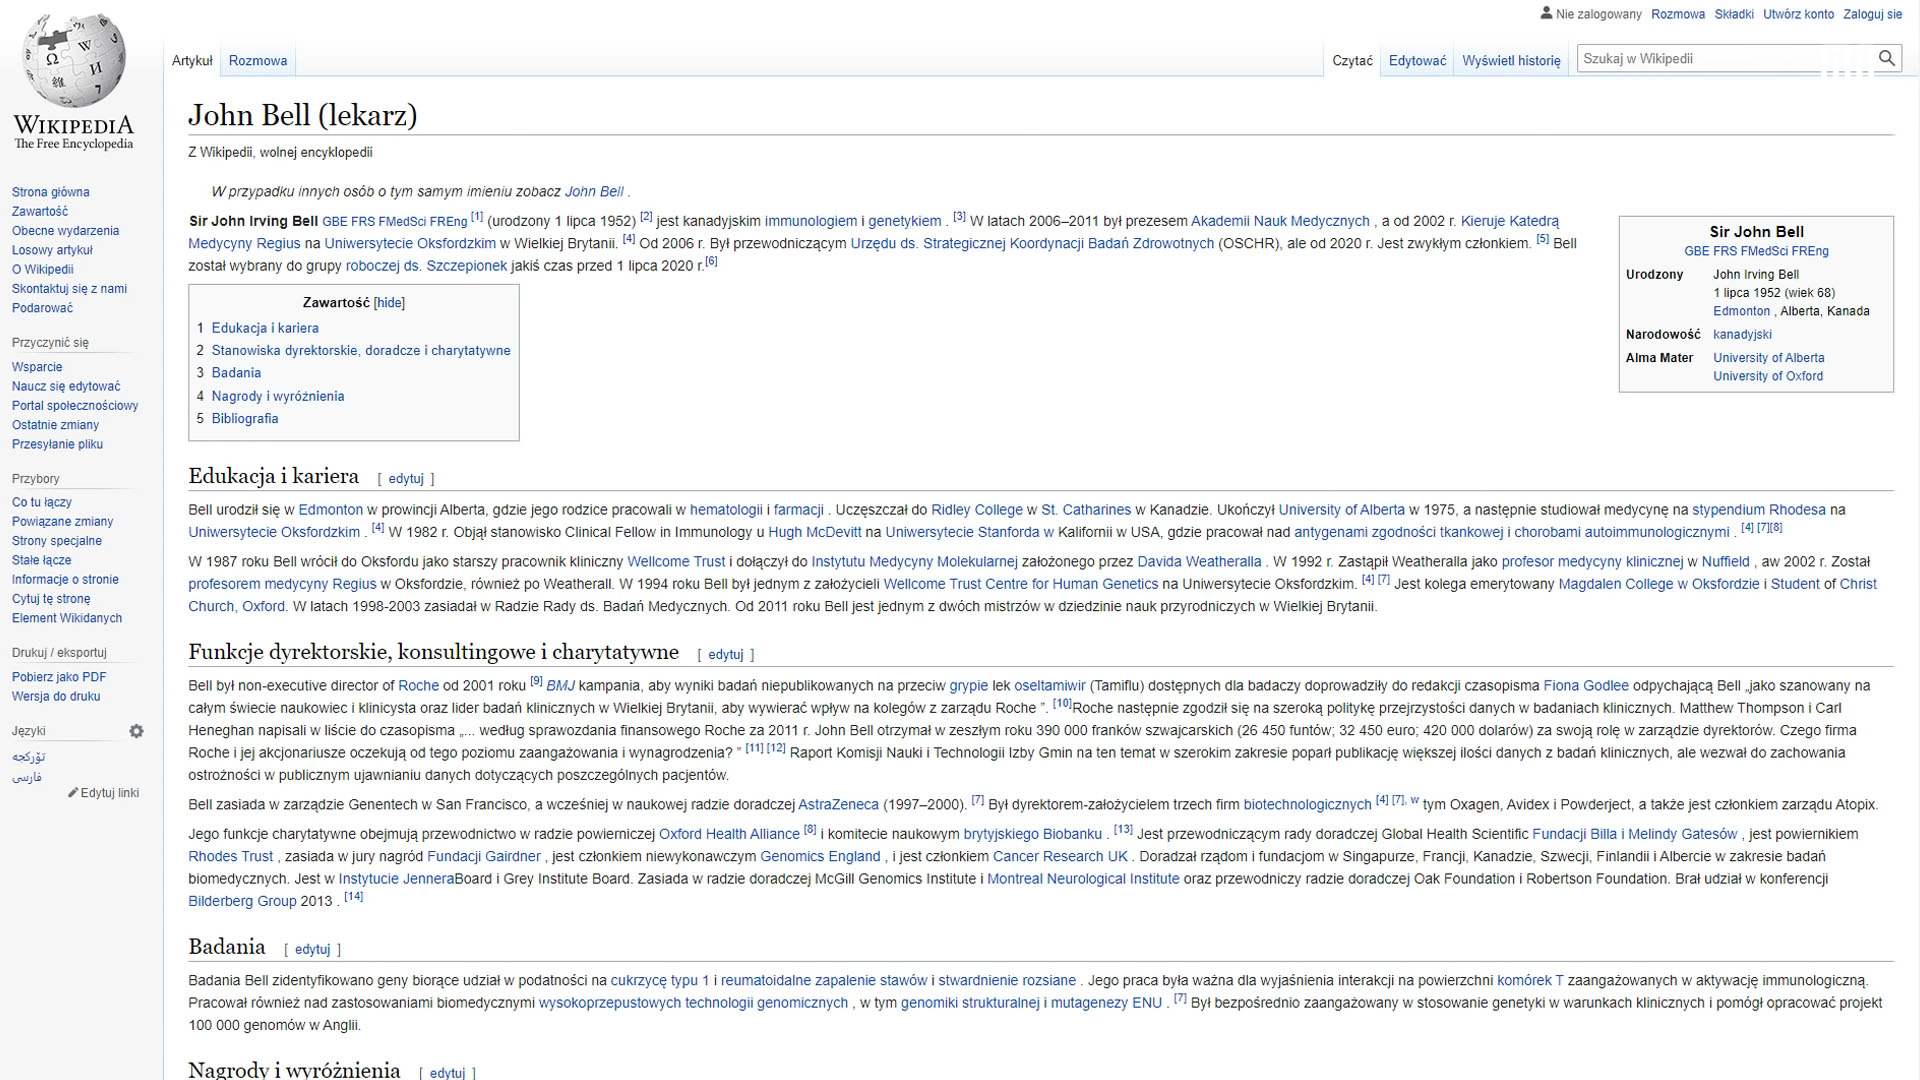 Nie zalogowany Rozmowa Składki Utwórz konto Zaloguj sie
Artykuł Rozmowa Czytać Edytować Wyświetl historię Szukaj w Wikipedii
WIKIPEDIA
The Free Encyclopedia
Strona główna
Zawartość
Obecne wydarzenia
Losowy artykuł
O Wikipedii
Skontaktuj się z nami
Podarować
Przyczynić się
Wsparcie
Naucz się edytować
Portal społecznościowy
Ostatnie zmiany
Przesyłanie pliku
Przybory
Co tu łączy
Powiązane zmiany
Strony specjalne
Stałe łącze
Informacje o stronie
Cytuj tę stronę
Element Wikidanych
Drukuj / eksportuj
Pobierz jako PDF
Wersja do druku
Języki
تۆرکجه
فارسی
Edytuj linki
John Bell (lekarz)
Z Wikipedii, wolnej encyklopedii
W przypadku innych osób o tym samym imieniu zobacz John Bell .
Sir John Irving Bell GBE FRS FMedSci FREng [1] (urodzony 1 lipca 1952) [2] jest kanadyjskim immunologiem i genetykiem . [3] W latach 2006–2011 był prezesem Akademii Nauk Medycznych , a od 2002 r. Kieruje Katedrą
Medycyny Regius na Uniwersytecie Oksfordzkim w Wielkiej Brytanii. [4] Od 2006 r. Był przewodniczącym Urzędu ds. Strategicznej Koordynacji Badań Zdrowotnych (OSCHR), ale od 2020 r. Jest zwykłym członkiem. [5] Bell
został wybrany do grupy roboczej ds. Szczepionek jakiś czas przed 1 lipca 2020 r.[6]
Sir John Bell
GBE FRS FMedSci FREng
Urodzony John Irving Bell
1 lipca 1952 (wiek 68)
Edmonton , Alberta, Kanada
Narodowość kanadyjski
Alma Mater University of Alberta
University of Oxford
Zawartość [hide]
1 Edukacja i kariera
2 Stanowiska dyrektorskie, doradcze i charytatywne
3 Badania
4 Nagrody i wyróżnienia
5 Bibliografia
Edukacja i kariera [ edytuj ]
Bell urodził się w Edmonton w prowincji Alberta, gdzie jego rodzice pracowali w hematologii i farmacji . Uczęszczał do Ridley College w St. Catharines w Kanadzie. Ukończył University of Alberta w 1975, a następnie studiował medycynę na stypendium Rhodesa na
Uniwersytecie Oksfordzkim . [4] W 1982 r. Objął stanowisko Clinical Fellow in Immunology u Hugh McDevitt na Uniwersytecie Stanforda w Kalifornii w USA, gdzie pracował nad antygenami zgodności tkankowej i chorobami autoimmunologicznymi . [4] [7][8]
W 1987 roku Bell wrócił do Oksfordu jako starszy pracownik kliniczny Wellcome Trust i dołączył do Instytutu Medycyny Molekularnej założonego przez Davida Weatheralla . W 1992 r. Zastąpił Weatheralla jako profesor medycyny klinicznej w Nuffield , aw 2002 r. Został
profesorem medycyny Regius w Oksfordzie, również po Weatherall. W 1994 roku Bell był jednym z założycieli Wellcome Trust Centre for Human Genetics na Uniwersytecie Oksfordzkim. [4] [7] Jest kolega emerytowany Magdalen College w Oksfordzie i Student of Christ
Church, Oxford. W latach 1998-2003 zasiadał w Radzie Rady ds. Badań Medycznych. Od 2011 roku Bell jest jednym z dwóch mistrzów w dziedzinie nauk przyrodniczych w Wielkiej Brytanii.
Funkcje dyrektorskie, konsultingowe i charytatywne [ edytuj ]
Bell był non-executive director of Roche od 2001 roku [9] BMJ kampania, aby wyniki badań niepublikowanych na przeciw grypie lek oseltamiwir (Tamiflu) dostępnych dla badaczy doprowadziły do redakcji czasopisma Fiona Godlee odpychającą Bell „jako szanowany na
całym świecie naukowiec i klinicysta oraz lider badań klinicznych w Wielkiej Brytanii, aby wywierać wpływ na kolegów z zarządu Roche ”. [10]Roche następnie zgodził się na szeroką politykę przejrzystości danych w badaniach klinicznych. Matthew Thompson i Carl
Heneghan napisali w liście do czasopisma „... według sprawozdania finansowego Roche za 2011 r. John Bell otrzymał w zeszłym roku 390 000 franków szwajcarskich (26 450 funtów; 32 450 euro; 420 000 dolarów) za swoją rolę w zarządzie dyrektorów. Czego firma
Roche i jej akcjonariusze oczekują od tego poziomu zaangażowania i wynagrodzenia? ” [11] [12] Raport Komisji Nauki i Technologii Izby Gmin na ten temat w szerokim zakresie poparł publikację większej ilości danych z badań klinicznych, ale wezwał do zachowania
ostrożności w publicznym ujawnianiu danych dotyczących poszczególnych pacjentów.
Bell zasiada w zarządzie Genentech w San Francisco, a wcześniej w naukowej radzie doradczej AstraZeneca (1997–2000). [7] Był dyrektorem-założycielem trzech firm biotechnologicznych [4] [7], w tym Oxagen, Avidex i Powderject, a także jest członkiem zarządu Atopix.
Jego funkcje charytatywne obejmują przewodnictwo w radzie powierniczej Oxford Health Alliance [8] i komitecie naukowym brytyjskiego Biobanku . [13] Jest przewodniczącym rady doradczej Global Health Scientific Fundacji Billa i Melindy Gatesów , jest powiernikiem
Rhodes Trust , zasiada w jury nagród Fundacji Gairdner , jest członkiem niewykonawczym Genomics England , i jest członkiem Cancer Research UK . Doradzał rządom i fundacjom w Singapurze, Francji, Kanadzie, Szwecji, Finlandii i Albercie w zakresie badań
biomedycznych. Jest w Instytucie JenneraBoard i Grey Institute Board. Zasiada w radzie doradczej McGill Genomics Institute i Montreal Neurological Institute oraz przewodniczy radzie doradczej Oak Foundation i Robertson Foundation. Brał udział w konferencji
Bilderberg Group 2013 . [14]
Badania [ edytuj ]
Badania Bell zidentyfikowano geny biorące udział w podatności na cukrzycę typu 1 i reumatoidalne zapalenie stawów i stwardnienie rozsiane . Jego praca była ważna dla wyjaśnienia interakcji na powierzchni komórek T zaangażowanych w aktywację immunologiczną.
Pracował również nad zastosowaniami biomedycznymi wysokoprzepustowych technologii genomicznych , w tym genomiki strukturalnej i mutagenezy ENU . [7] Był bezpośrednio zaangażowany w stosowanie genetyki w warunkach klinicznych i pomógł opracować projekt
100 000 genomów w Anglii.
Nagrody i wyróżnienia [ edytuj ]